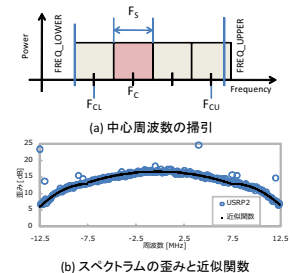 F_S
Power
FREQ_LOWER
FREQ_UPPER
F_CL
F_C
F_CU
Frequency
(a) 中心周波数の掃引
歪み [dB]
25
20
15
10
5
0
USRP2
近似関数
-12.5
-7.5
-2.5
2.5
7.5
12.5
周波数 [MHz]
(b) スペクトラムの歪みと近似関数